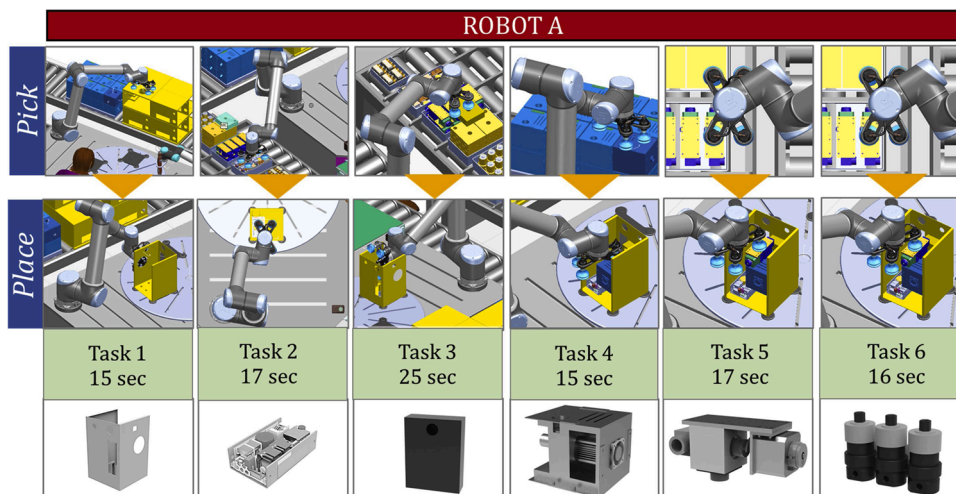 ROBOT A
Pick
Place
Task 1
15 sec
Task 2
17 sec
Task 3
25 sec
Task 4
15 sec
Task 5
17 sec
Task 6
16 sec